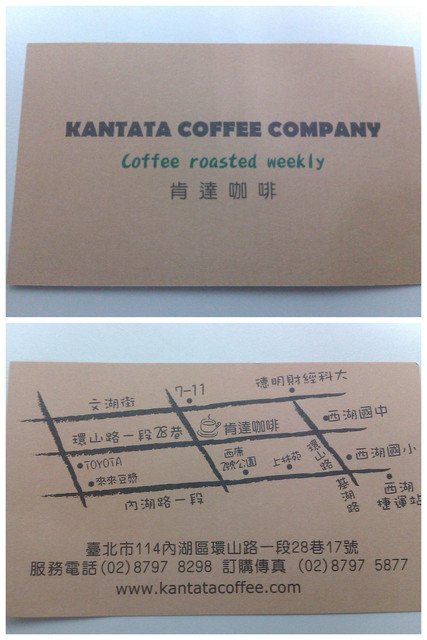 KANTATA COFFEE COMPANY
Coffee roasted weekly
肯達咖啡
德明財經科大
7-11
文湖街
西湖國中
肯達咖啡
環山路一段28巷
環山路
西湖國小
TOYOTA
西康
公園
上林苑
來來豆漿
基湖路
西湖
捷運站
內湖路一段
臺北市114內湖區環山路一段28巷17號
服務電話(02)8797 8298 訂購傳真 (02)8797 5877
www.kantatacoffee.com